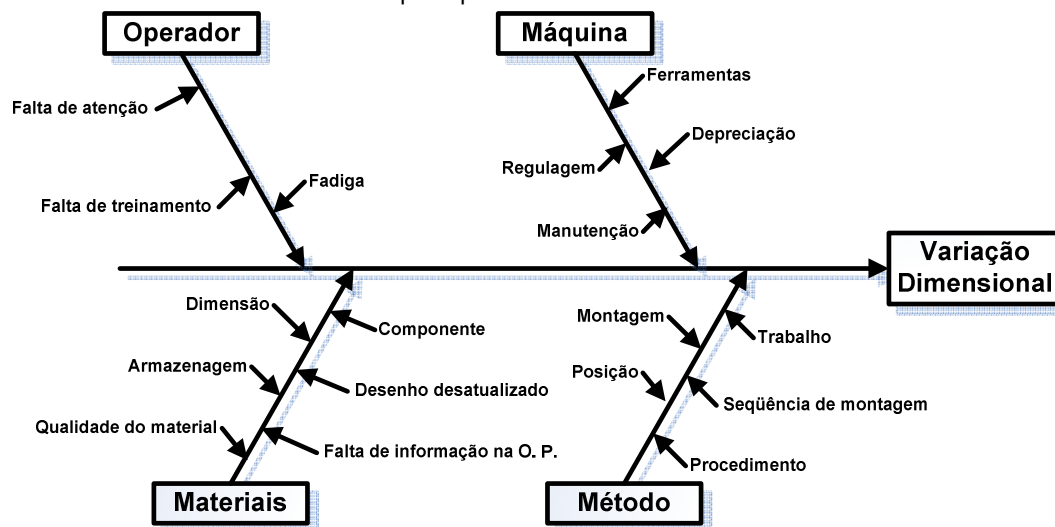 Operador
Máquina
Ferramentas
Falta de atenção
Depreciação
Regulagem
Fadiga
Falta de treinamento
Manutenção
Variação
Dimensional
Dimensão
Componente
Montagem
Trabalho
Armazenagem
Posição
Desenho desatualizado
Seqüência de montagem
Qualidade do material
Falta de informação na O. P.
Procedimento
Materiais
Método